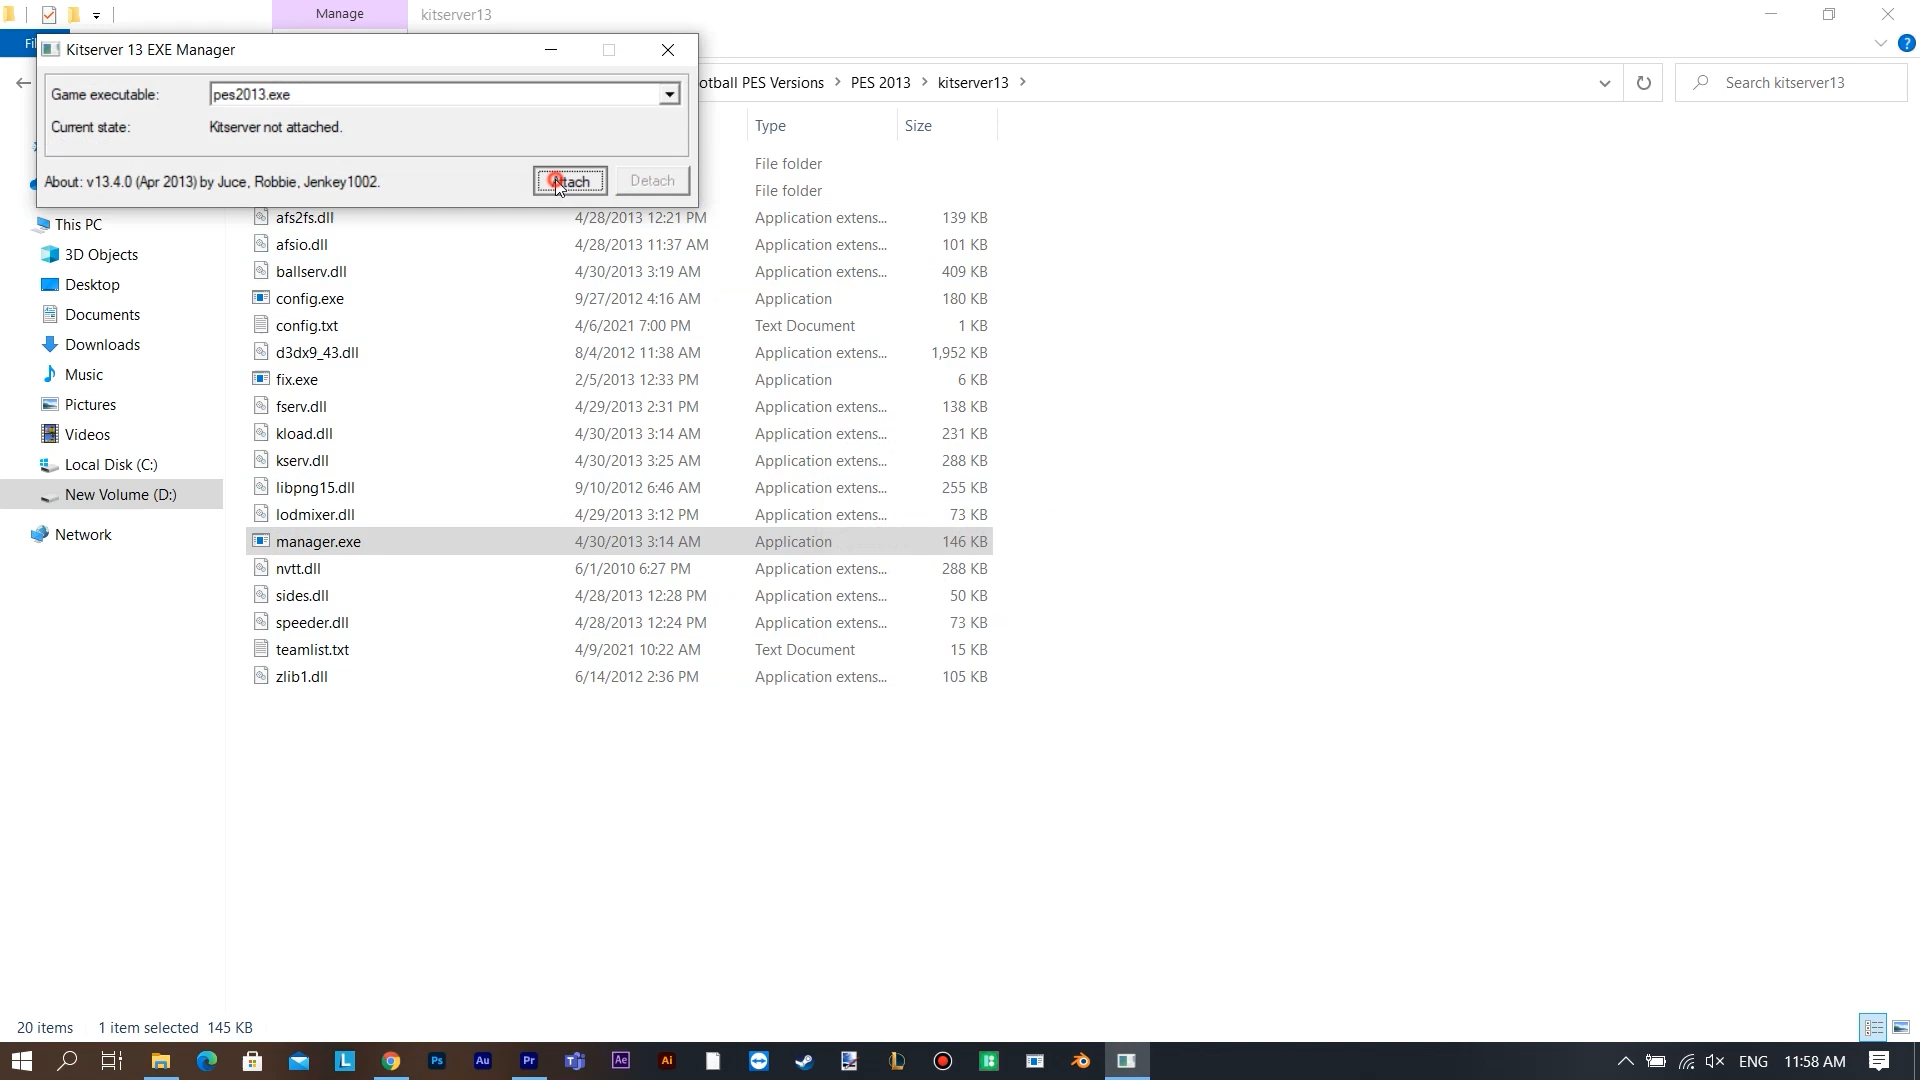 Manage
kitserver13
Fi
Kitserver 13 EXE Manager
Game executable:
pes2013.exe
Current state:
Kitserver not attached.
About: v13.4.0 (Apr 2013) by Juce, Robbie, Jenkey1002.
Attach
Detach
ootball PES Versions > PES 2013 > kitserver13 >
Search kitserver13
?
Type Size
File folder
File folder
afs2fs.dll 4/28/2013 12:21 PM Application extens... 139 KB
afsio.dll 4/28/2013 11:37 AM Application extens... 101 KB
ballserv.dll 4/30/2013 3:19 AM Application extens... 409 KB
config.exe 9/27/2012 4:16 AM Application 180 KB
config.txt 4/6/2021 7:00 PM Text Document 1 KB
d3dx9_43.dll 8/4/2012 11:38 AM Application extens... 1,952 KB
fix.exe 2/5/2013 12:33 PM Application 6 KB
fserv.dll 4/29/2013 2:31 PM Application extens... 138 KB
kload.dll 4/30/2013 3:14 AM Application extens... 231 KB
kserv.dll 4/30/2013 3:25 AM Application extens... 288 KB
libpng15.dll 9/10/2012 6:46 AM Application extens... 255 KB
lodmixer.dll 4/29/2013 3:12 PM Application extens... 73 KB
manager.exe 4/30/2013 3:14 AM Application 146 KB
nvtt.dll 6/1/2010 6:27 PM Application extens... 288 KB
sides.dll 4/28/2013 12:28 PM Application extens... 50 KB
speeder.dll 4/28/2013 12:24 PM Application extens... 73 KB
teamlist.txt 4/9/2021 10:22 AM Text Document 15 KB
zlib1.dll 6/14/2012 2:36 PM Application extens... 105 KB
This PC
3D Objects
Desktop
Documents
Downloads
Music
Pictures
Videos
Local Disk (C:)
New Volume (D:)
Network
20 items 1 item selected 145 KB
L Ps Au Pr Ae Ai
ENG 11:58 AM